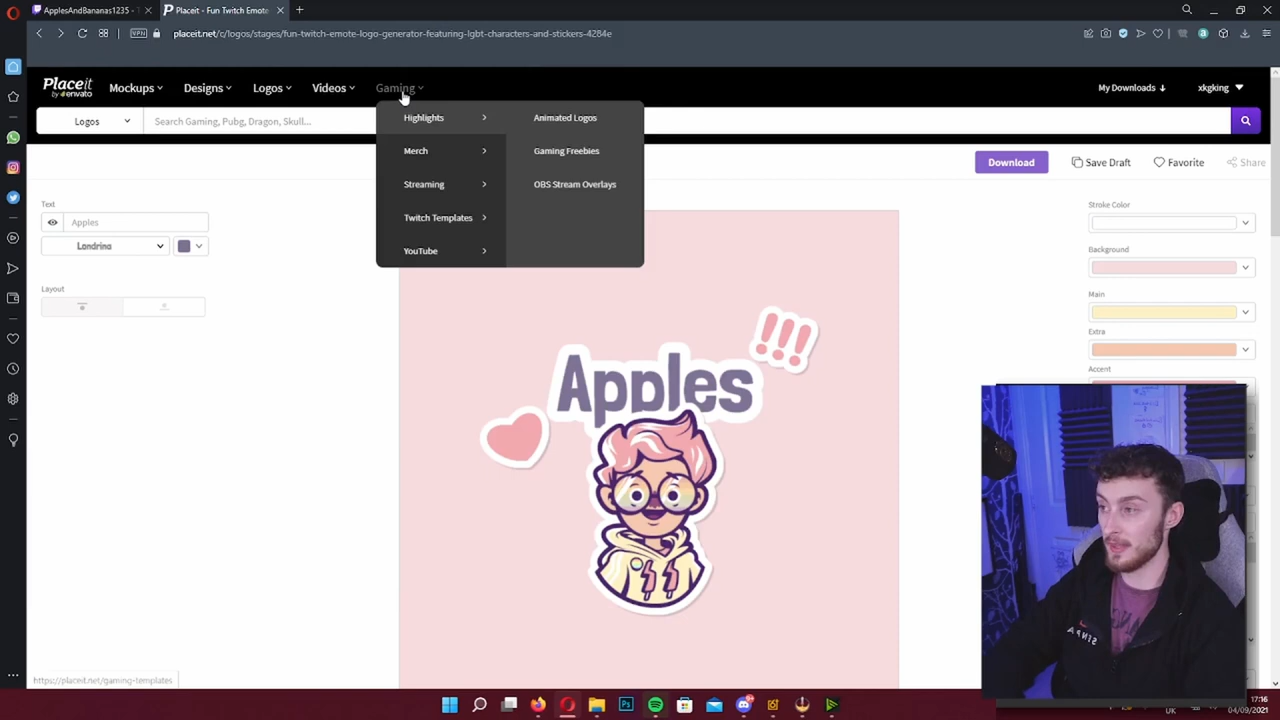 ApplesAndBananas1235 - T
Placeit - Fun Twitch Emote
VPN
placeit.net/c/logos/stages/fun-twitch-emote-logo-generator-featuring-lgbt-characters-and-stickers-4284e
Placeit
by envato
Mockups
Designs
Logos
Videos
Gaming
My Downloads
xkgking
Logos
Search Gaming, Pubg, Dragon, Skull...
Highlights
Animated Logos
Merch
Gaming Freebies
Streaming
OBS Stream Overlays
Twitch Templates
YouTube
Download
Save Draft
Favorite
Share
Text
Apples
Landrina
Layout
Stroke Color
Background
Main
Extra
Accent
!!!
Apples
https://placeit.net/gaming-templates
17:16
UK
04/09/2021